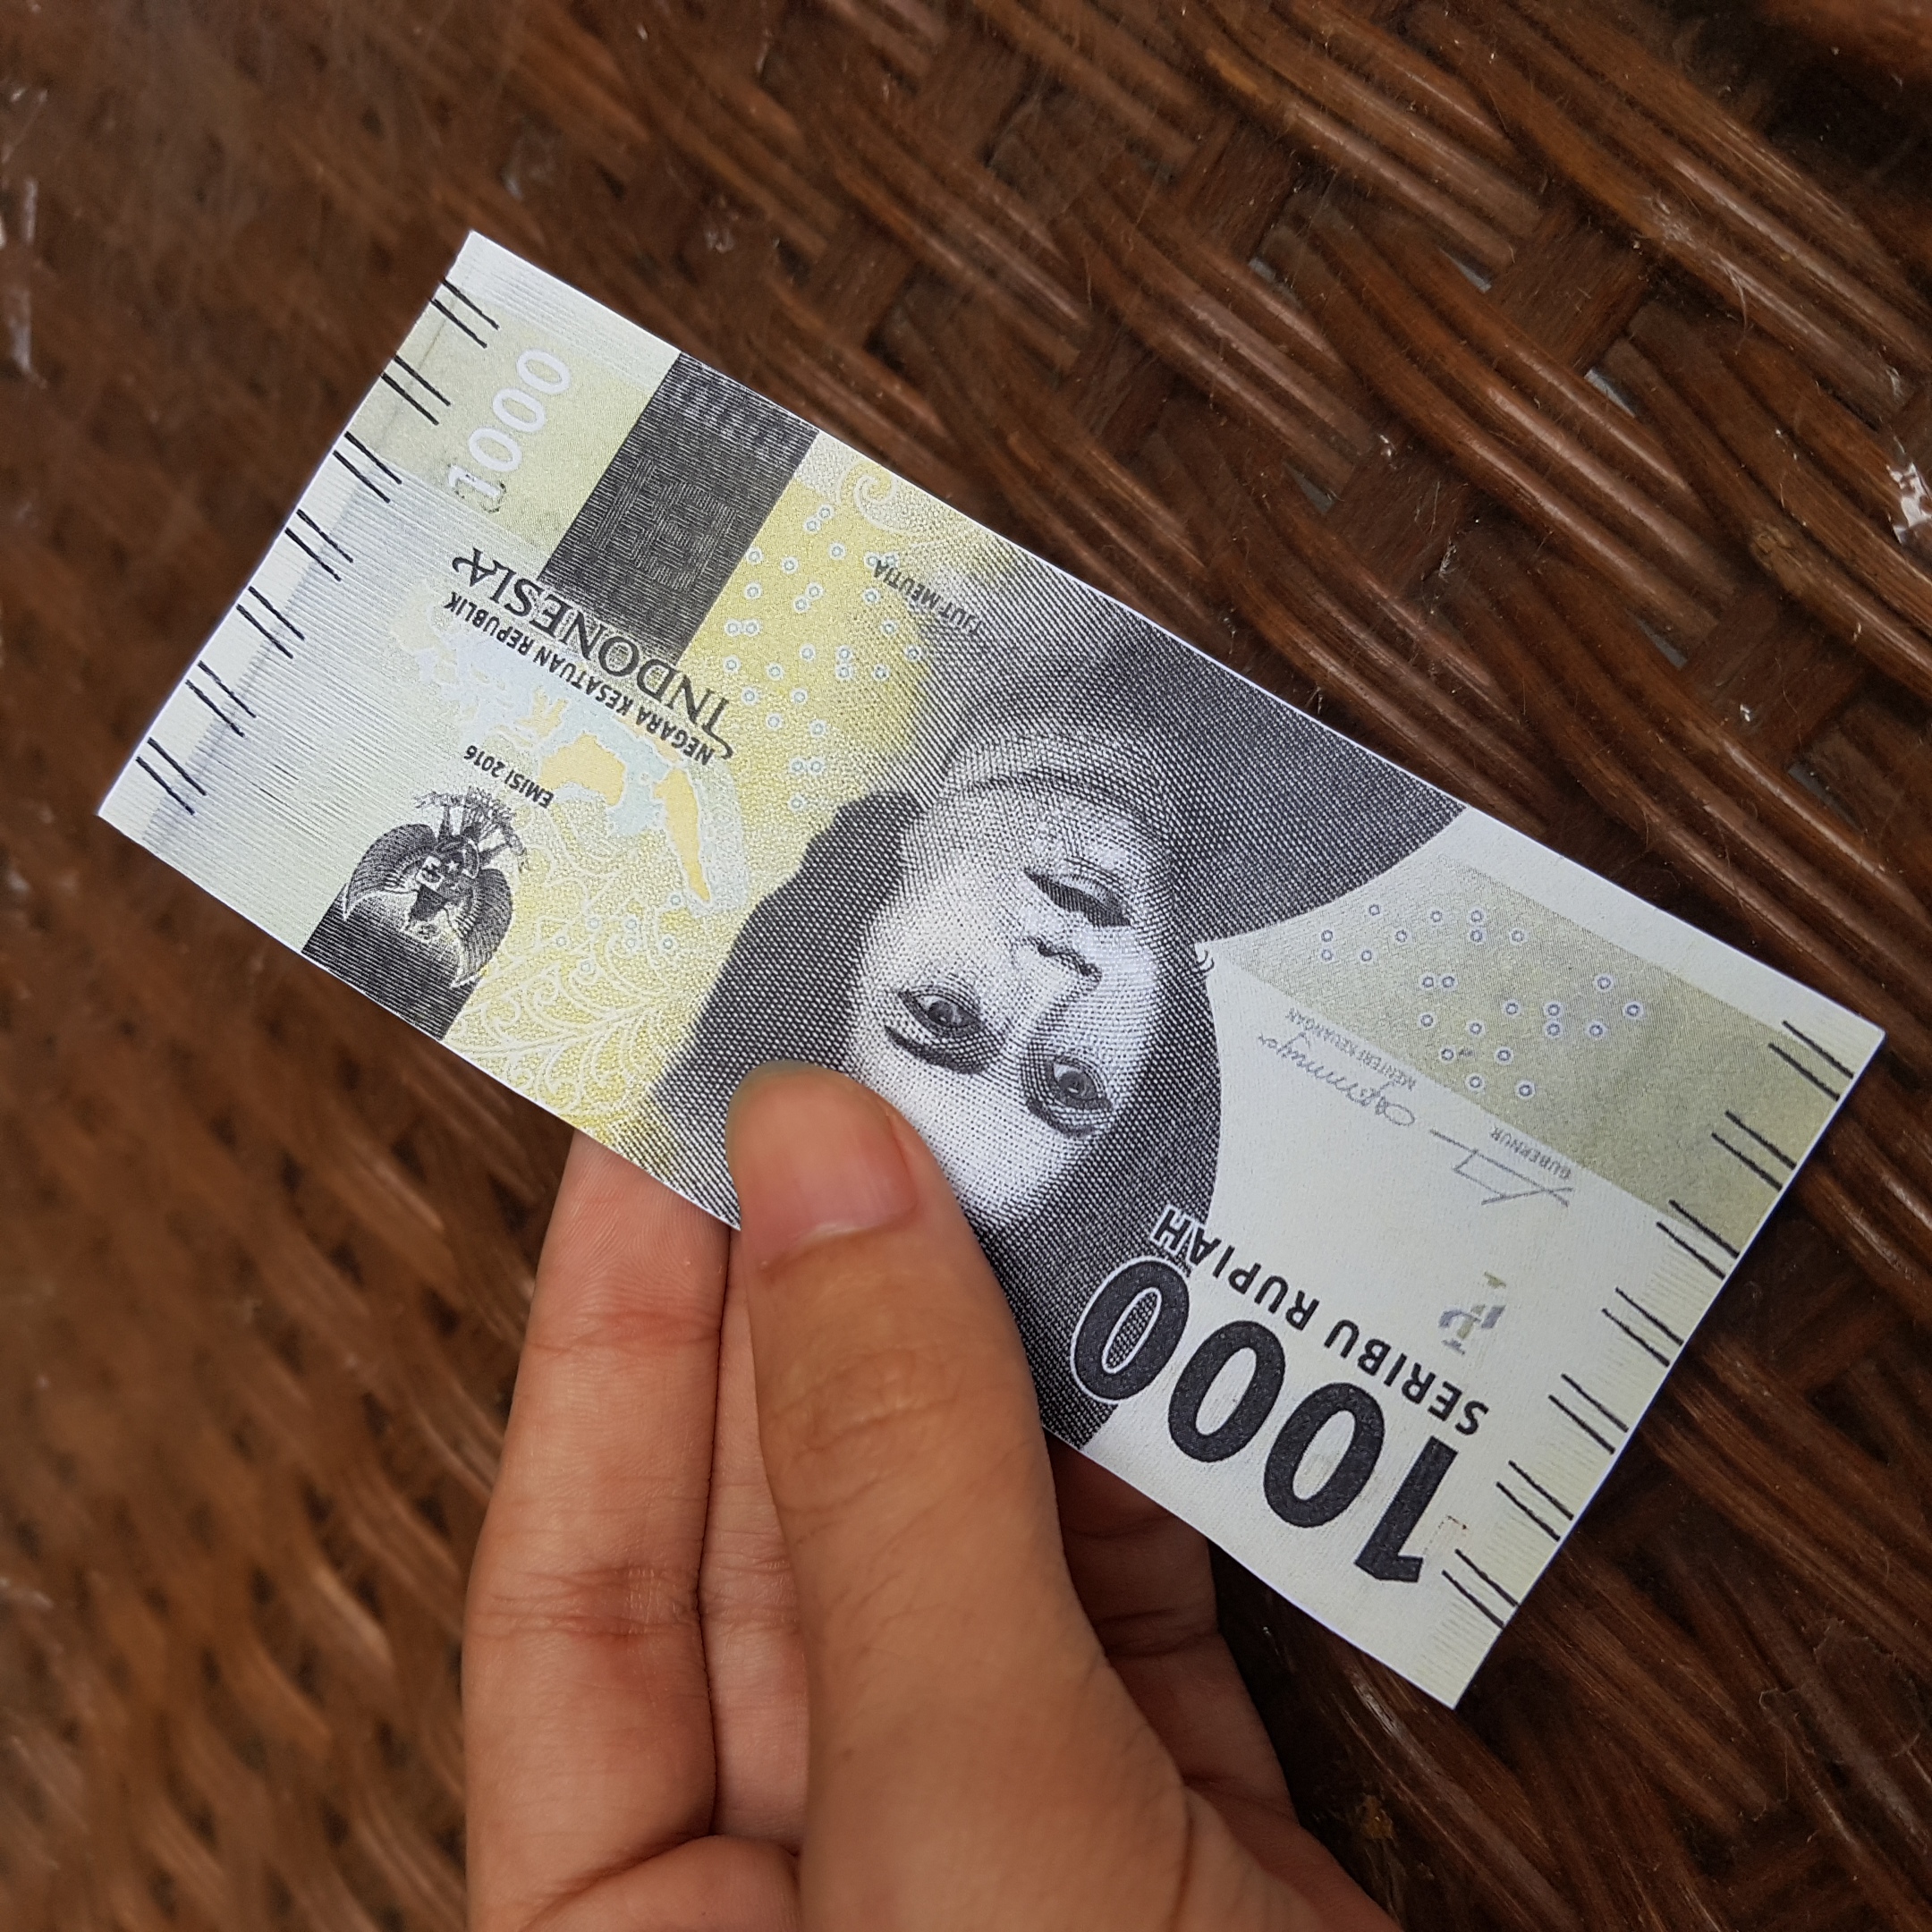 1000
SERIBU RUPIAH
MENTERI KEUANGAN
GUBERNUR
TJUT MEUTIA
EMISI 2016
NEGARA KESATUAN REPUBLIK
INDONESIA
1000